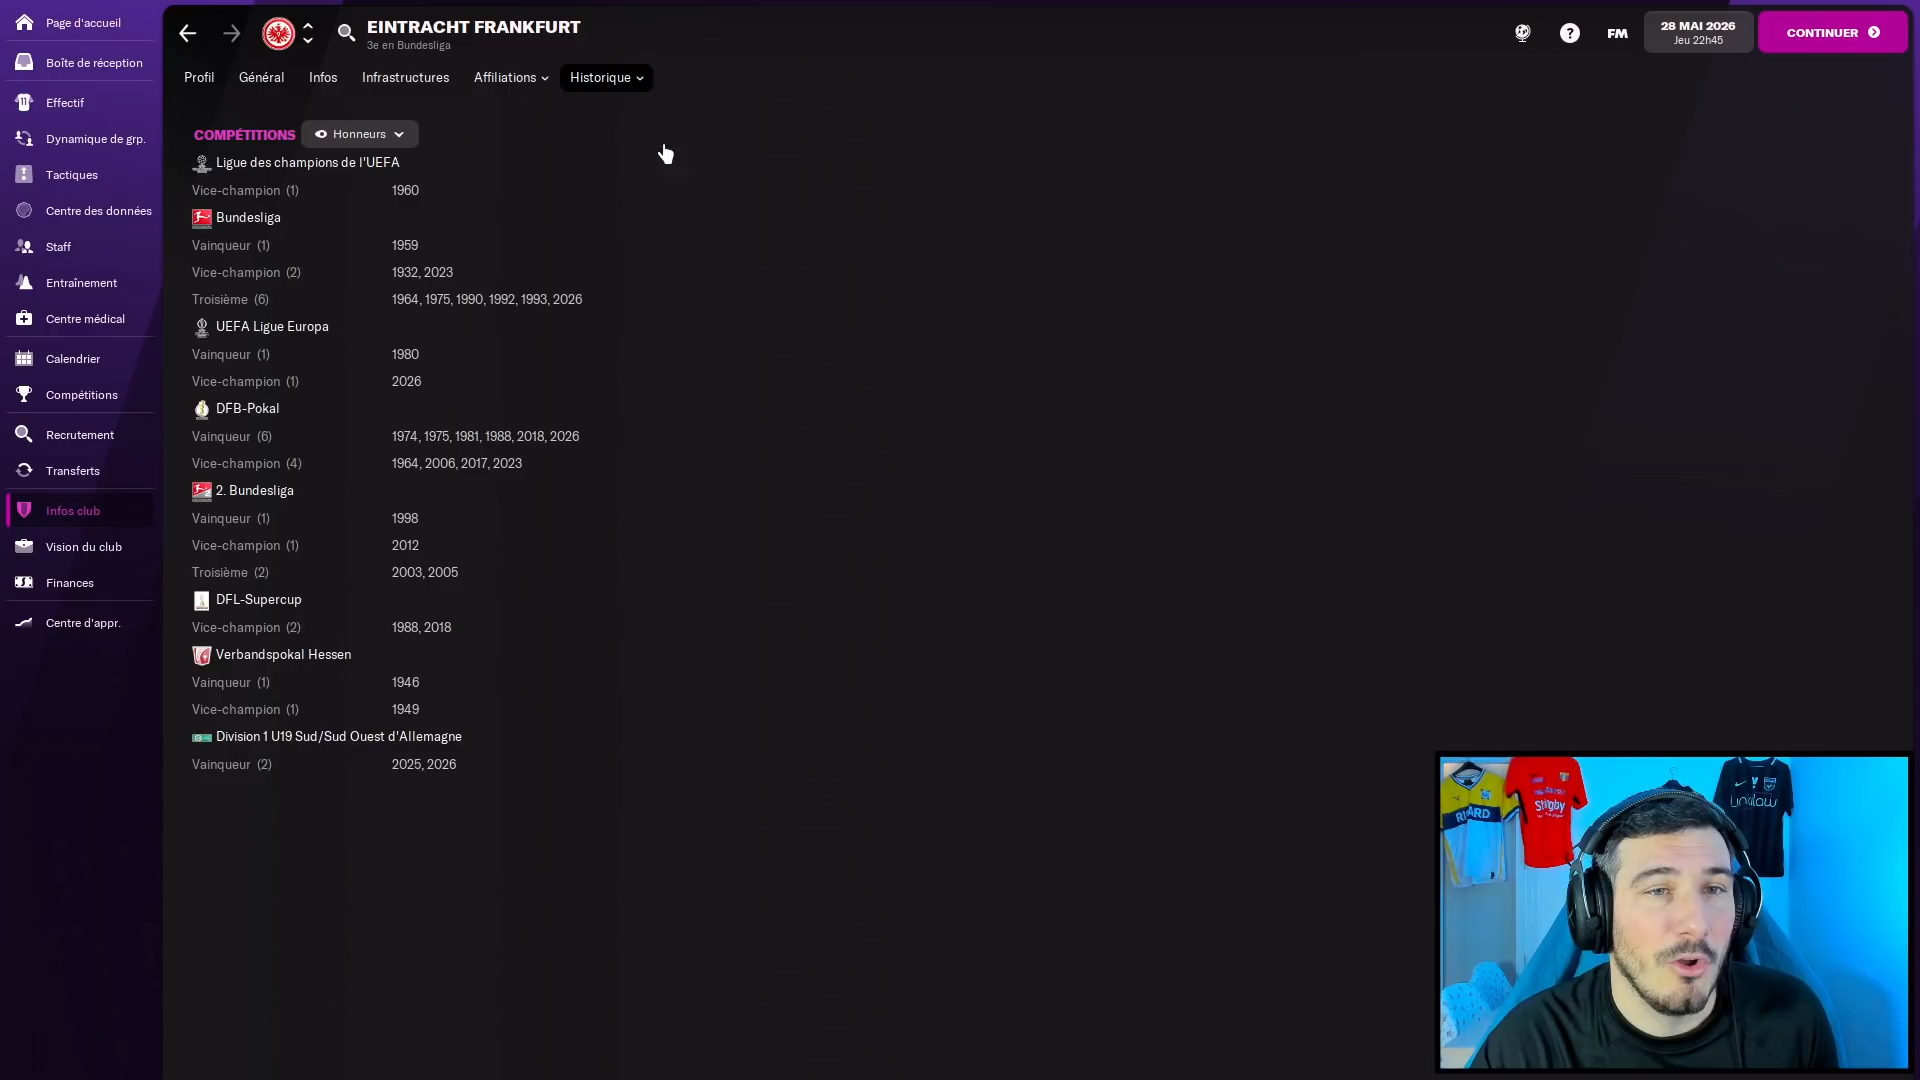 Page d'accueil
Boîte de réception
Effectif
Dynamique de grp.
Tactiques
Centre des données
Staff
Entraînement
Centre médical
Calendrier
Compétitions
Recrutement
Transferts
Infos club
Vision du club
Finances
Centre d'appr.
EINTRACHT FRANKFURT
3e en Bundesliga
FM
28 MAI 2026
Jeu 22h45
CONTINUER
Profil Général Infos Infrastructures Affiliations Historique
COMPÉTITIONS Honneurs
Ligue des champions de l'UEFA
Vice-champion (1) 1960
Bundesliga
Vainqueur (1) 1959
Vice-champion (2) 1932, 2023
Troisième (6) 1964, 1975, 1990, 1992, 1993, 2026
UEFA Ligue Europa
Vainqueur (1) 1980
Vice-champion (1) 2026
DFB-Pokal
Vainqueur (6) 1974, 1975, 1981, 1988, 2018, 2026
Vice-champion (4) 1964, 2006, 2017, 2023
2. Bundesliga
Vainqueur (1) 1998
Vice-champion (1) 2012
Troisième (2) 2003, 2005
DFL-Supercup
Vice-champion (2) 1988, 2018
Verbandspokal Hessen
Vainqueur (1) 1946
Vice-champion (1) 1949
Division 1 U19 Sud/Sud Ouest d'Allemagne
Vainqueur (2) 2025, 2026